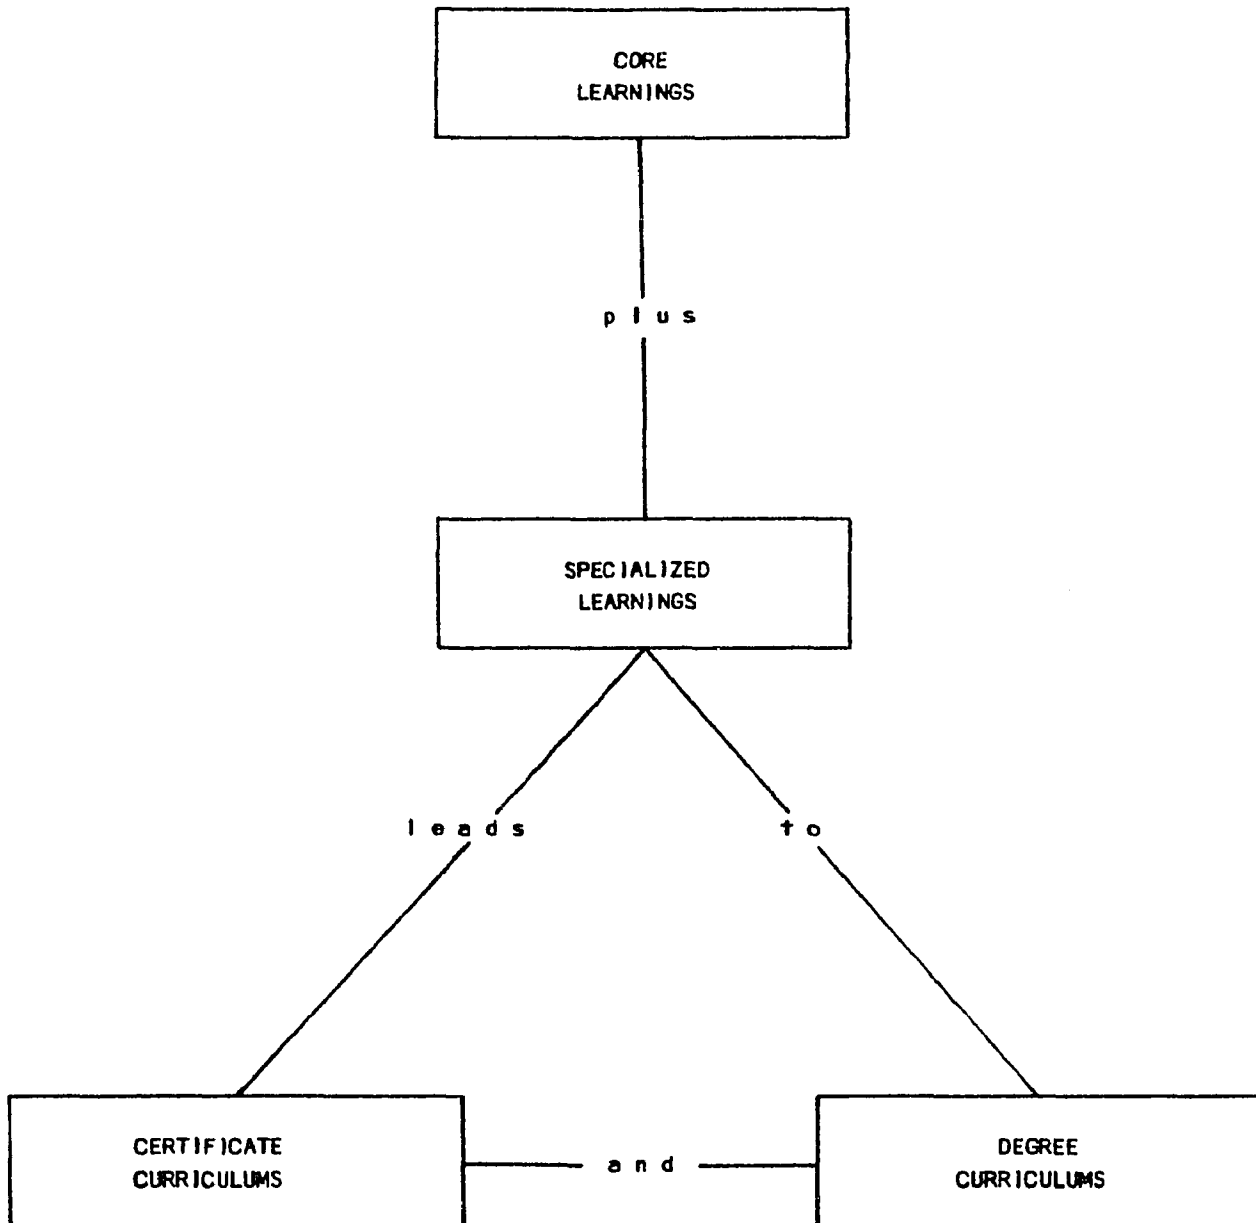 CORE
LEARNINGS
plus
SPECIALIZED
LEARNINGS
leads to
CERTIFICATE
CURRICULUMS
and
DEGREE
CURRICULUMS